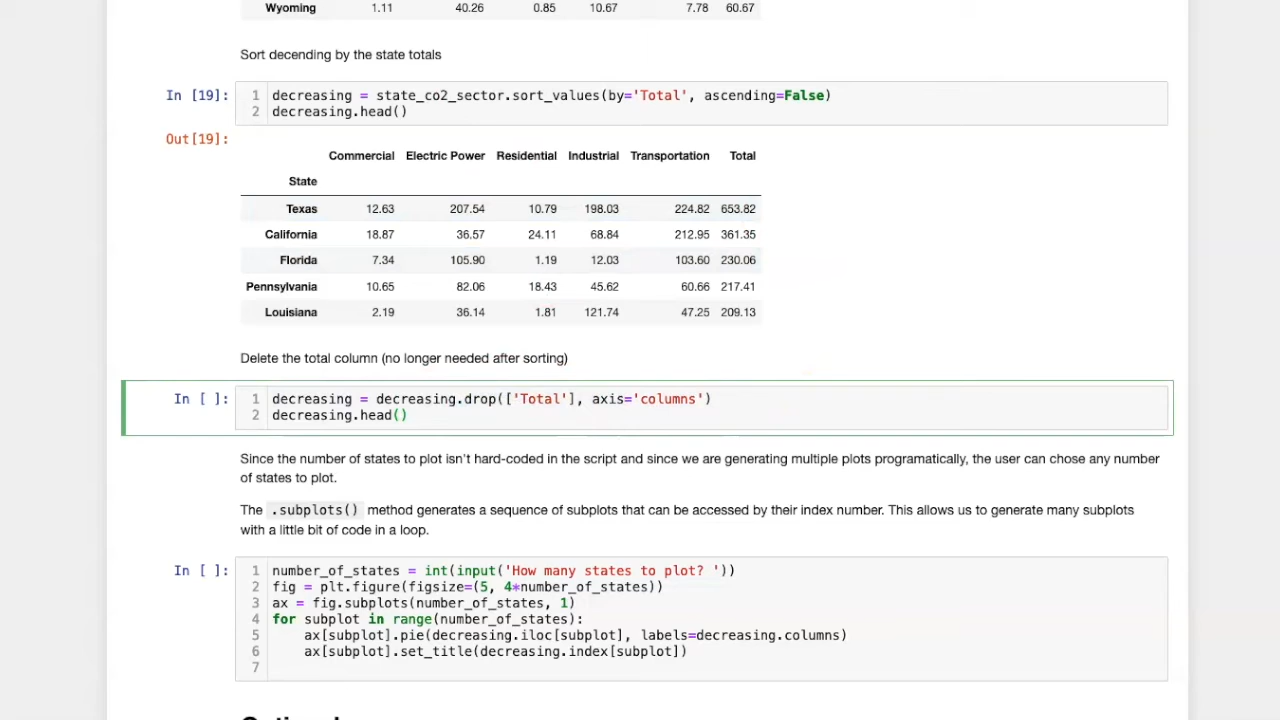 Wyoming 1.11 40.26 0.85 10.67 7.78 60.67
Sort decending by the state totals
In [19]: 1 decreasing = state_co2_sector.sort_values(by='Total', ascending=False)
2 decreasing.head()
Out[19]:
Commercial Electric Power Residential Industrial Transportation Total
State
Texas 12.63 207.54 10.79 198.03 224.82 653.82
California 18.87 36.57 24.11 68.84 212.95 361.35
Florida 7.34 105.90 1.19 12.03 103.60 230.06
Pennsylvania 10.65 82.06 18.43 45.62 60.66 217.41
Louisiana 2.19 36.14 1.81 121.74 47.25 209.13
Delete the total column (no longer needed after sorting)
In [ ]: 1 decreasing = decreasing.drop(['Total'], axis='columns')
2 decreasing.head()
Since the number of states to plot isn't hard-coded in the script and since we are generating multiple plots programatically, the user can chose any number
of states to plot.
The .subplots() method generates a sequence of subplots that can be accessed by their index number. This allows us to generate many subplots
with a little bit of code in a loop.
In [ ]: 1 number_of_states = int(input('How many states to plot? '))
2 fig = plt.figure(figsize=(5, 4*number_of_states))
3 ax = fig.subplots(number_of_states, 1)
4 for subplot in range(number_of_states):
5     ax[subplot].pie(decreasing.iloc[subplot], labels=decreasing.columns)
6     ax[subplot].set_title(decreasing.index[subplot])
7